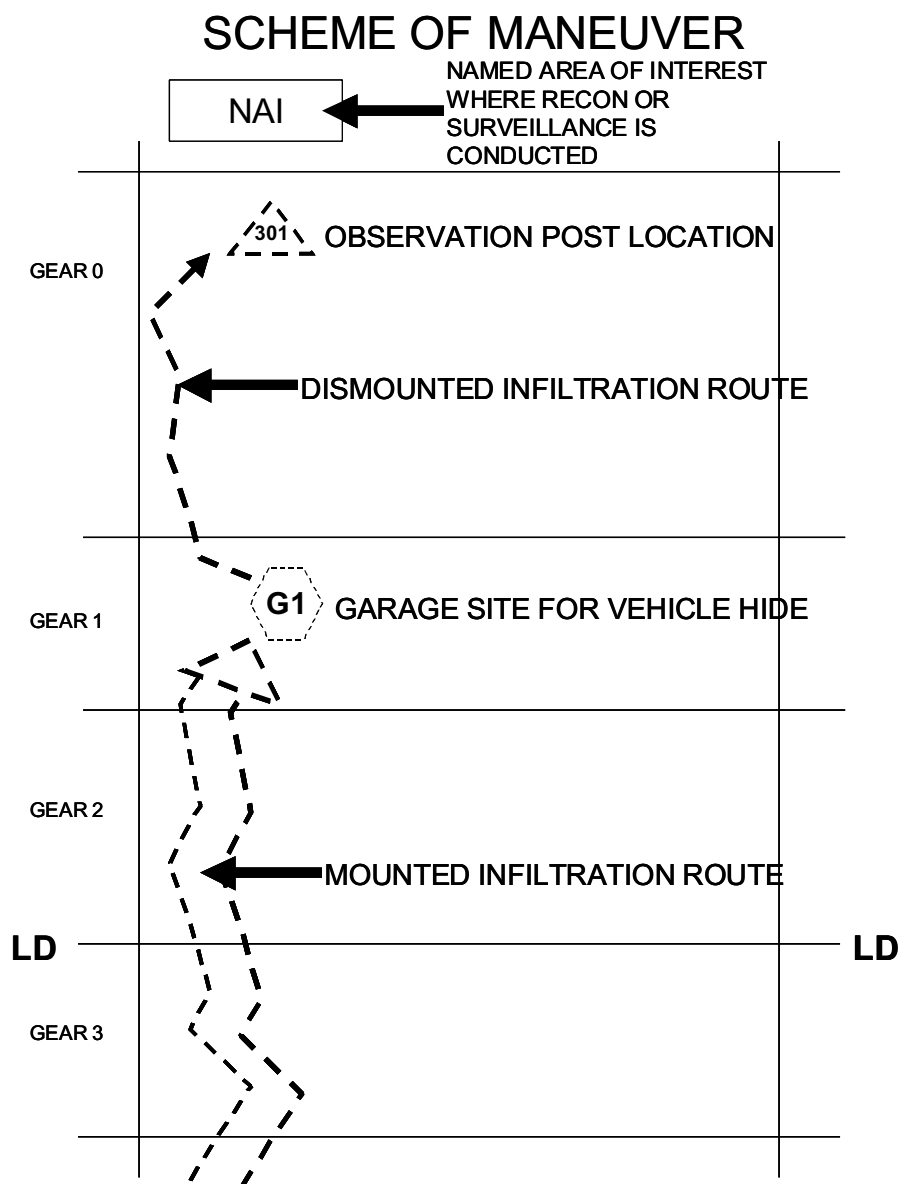 SCHEME OF MANEUVER
NAMED AREA OF INTEREST
WHERE RECON OR
SURVEILLANCE IS
CONDUCTED
NAI
301
OBSERVATION POST LOCATION
GEAR 0
DISMOUNTED INFILTRATION ROUTE
G1
GARAGE SITE FOR VEHICLE HIDE
GEAR 1
GEAR 2
MOUNTED INFILTRATION ROUTE
LD
LD
GEAR 3